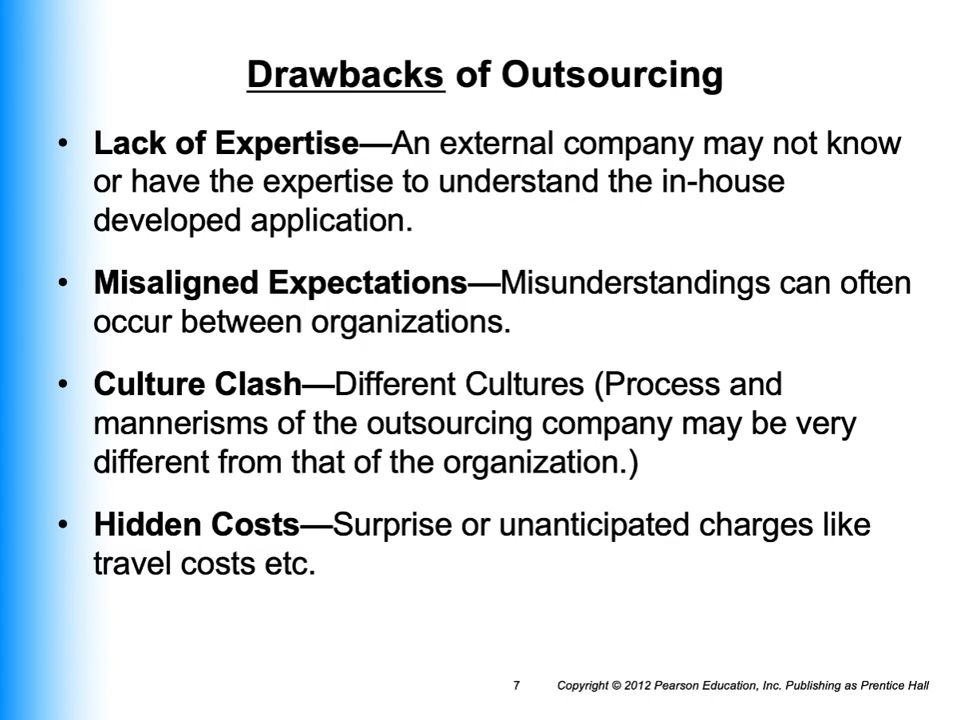 Drawbacks of Outsourcing
• Lack of Expertise—An external company may not know
or have the expertise to understand the in-house
developed application.
• Misaligned Expectations—Misunderstandings can often
occur between organizations.
• Culture Clash—Different Cultures (Process and
mannerisms of the outsourcing company may be very
different from that of the organization.)
• Hidden Costs—Surprise or unanticipated charges like
travel costs etc.
7 Copyright © 2012 Pearson Education, Inc. Publishing as Prentice Hall